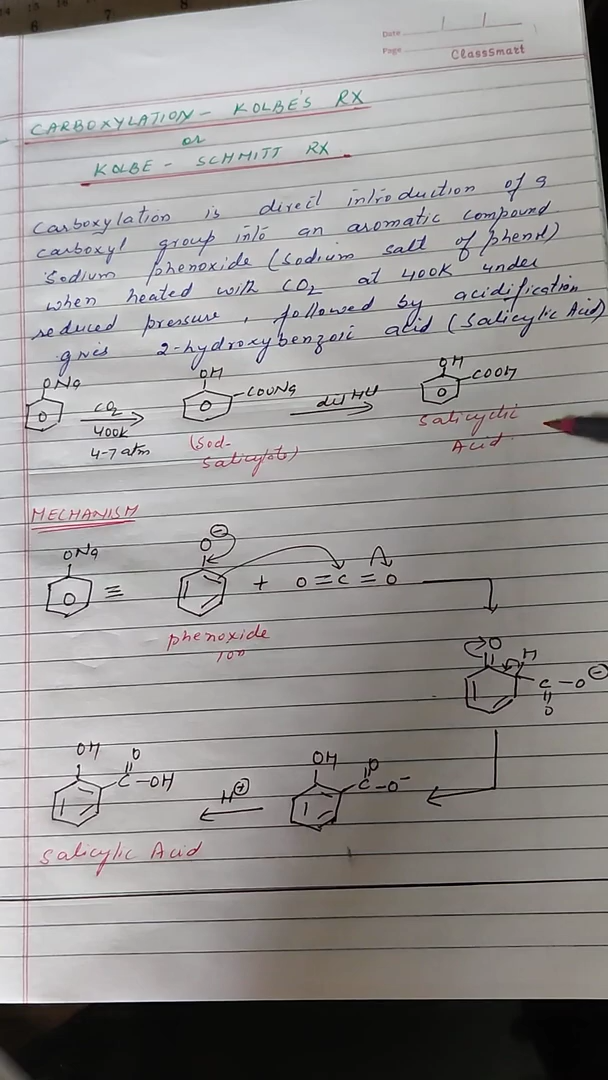 Date
Page
ClassSmart
CARBOXYLATION - KOLBE'S RX
or
KOLBE - SCHMITT RX
Carboxylation is direct introduction of a
carboxyl group into an aromatic compound
Sodium phenoxide (Sodium salt of phenol)
when heated with CO2 at 400K under
reduced pressure, followed by acidification
gives 2-hydroxybenzoic acid (Salicylic Acid)
ONa
CO2
400K
4-7 atm
OH
COONa
(Sod-
Salicylate)
dil HCl
OH
COOH
Salicyclic
Acid
MECHANISM
ONa
≡
O⊖
+ O=C=O
phenoxide
ion
O
H
C-O⊖
O
OH
O
C-OH
H⊕
OH
O
C-O-
Salicylic Acid